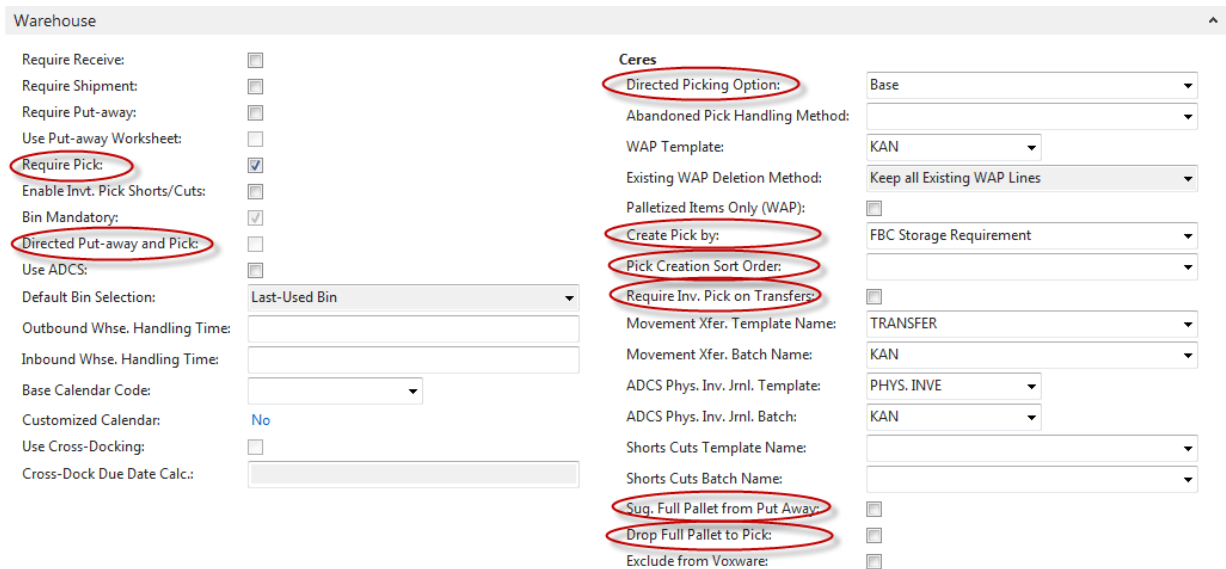 Warehouse
Require Receive:
Require Shipment:
Require Put-away:
Use Put-away Worksheet:
Require Pick:
Enable Invt. Pick Shorts/Cuts:
Bin Mandatory:
Directed Put-away and Pick:
Use ADCS:
Default Bin Selection: Last-Used Bin
Outbound Whse. Handling Time:
Inbound Whse. Handling Time:
Base Calendar Code:
Customized Calendar: No
Use Cross-Docking:
Cross-Dock Due Date Calc.:
Ceres
Directed Picking Option: Base
Abandoned Pick Handling Method:
WAP Template: KAN
Existing WAP Deletion Method: Keep all Existing WAP Lines
Palletized Items Only (WAP):
Create Pick by: FBC Storage Requirement
Pick Creation Sort Order:
Require Inv. Pick on Transfers:
Movement Xfer. Template Name: TRANSFER
Movement Xfer. Batch Name: KAN
ADCS Phys. Inv. Jrnl. Template: PHYS. INVE
ADCS Phys. Inv. Jrnl. Batch: KAN
Shorts Cuts Template Name:
Shorts Cuts Batch Name:
Sug. Full Pallet from Put Away:
Drop Full Pallet to Pick:
Exclude from Voxware: